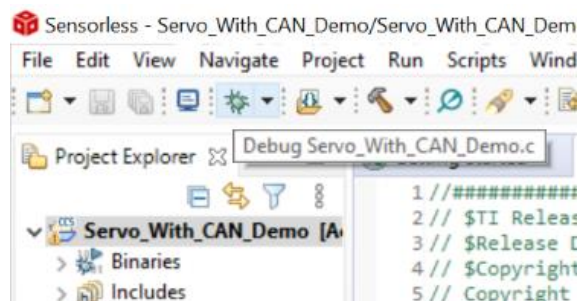 Sensorless - Servo_With_CAN_Demo/Servo_With_CAN_Dem
File Edit View Navigate Project Run Scripts Wind
Debug Servo_With_CAN_Demo.c
Project Explorer
1 //############
2 // $TI Releas
Servo_With_CAN_Demo [A
3 // $Release D
Binaries
4 // $Copyright
Includes
5 // Copyright